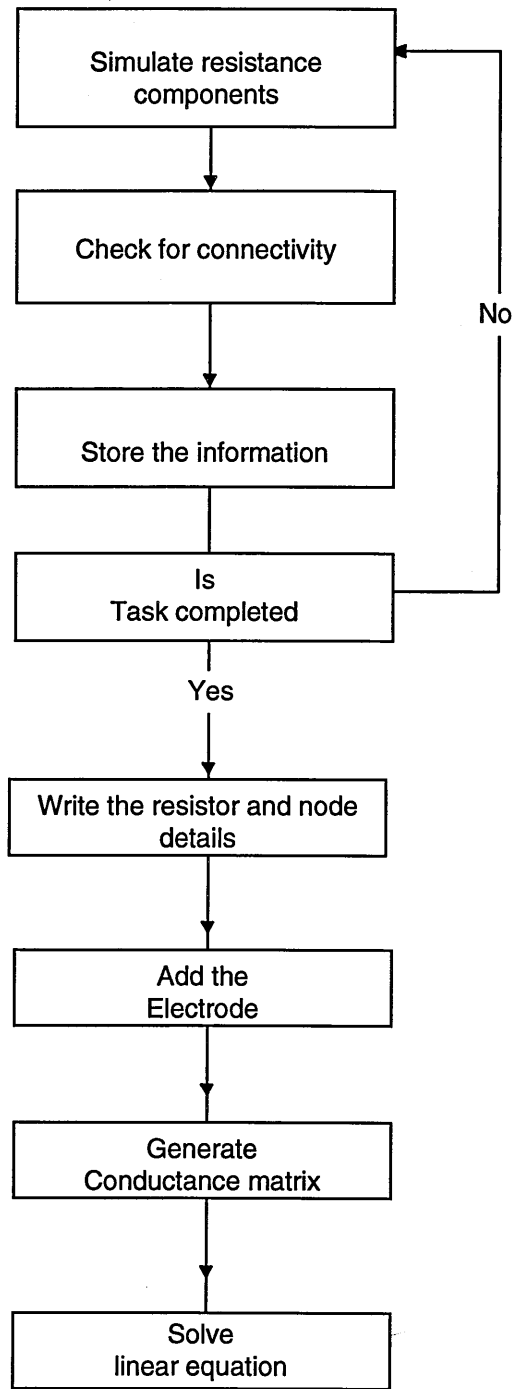 Simulate resistance
components
Check for connectivity
No
Store the information
Is
Task completed
Yes
Write the resistor and node
details
Add the
Electrode
Generate
Conductance matrix
Solve
linear equation